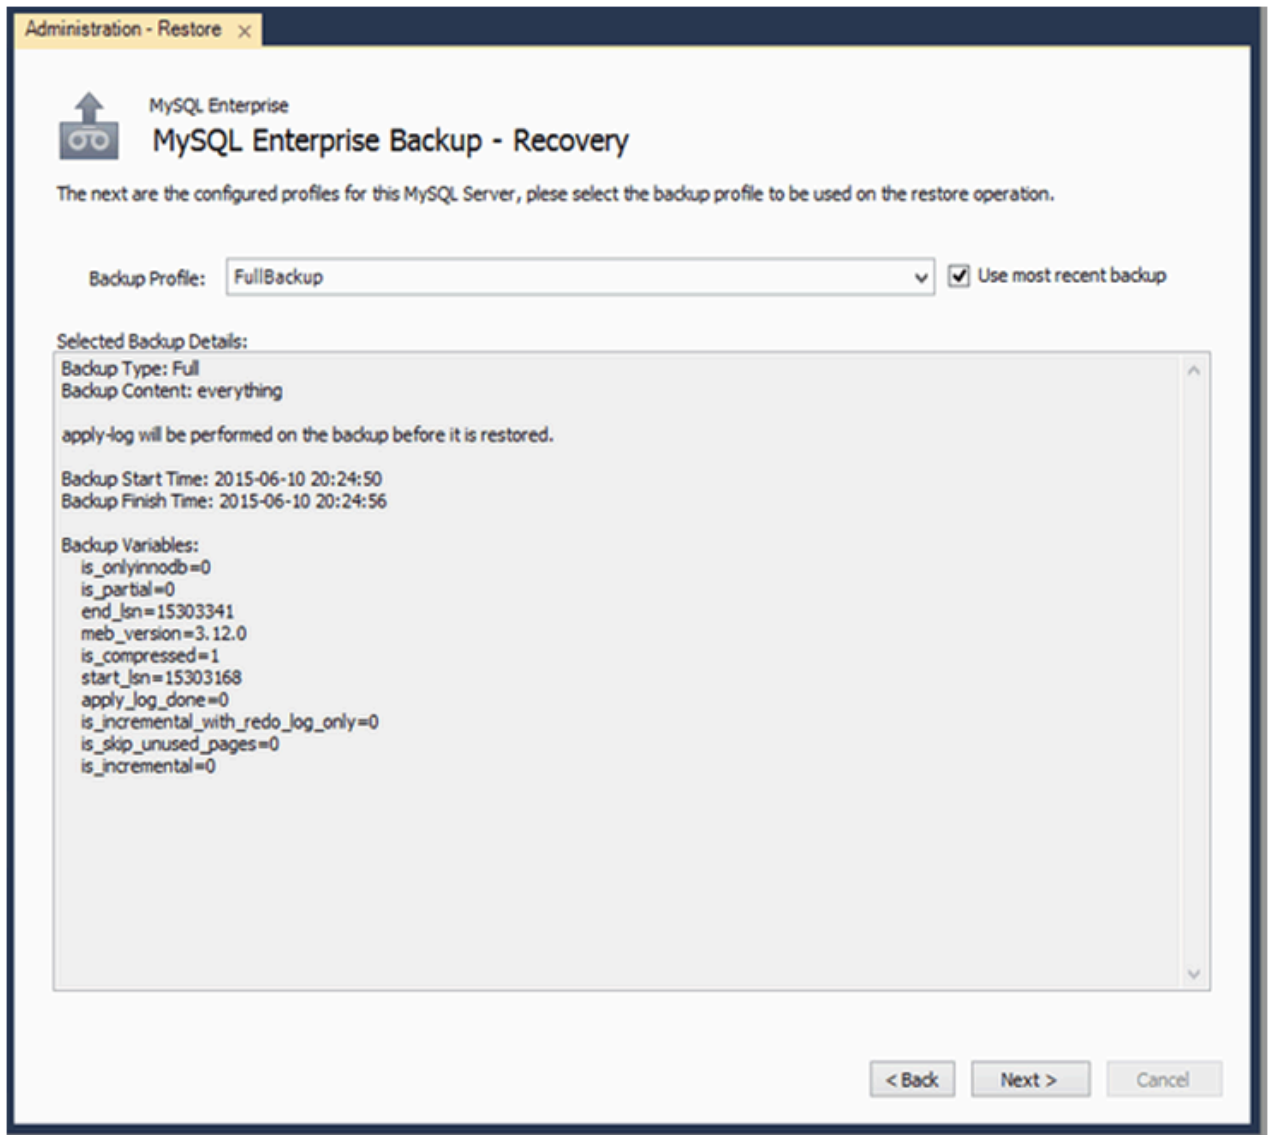 Administration - Restore ×
MySQL Enterprise
MySQL Enterprise Backup - Recovery
The next are the configured profiles for this MySQL Server, plese select the backup profile to be used on the restore operation.
Backup Profile: FullBackup Use most recent backup
Selected Backup Details:
Backup Type: Full
Backup Content: everything
apply-log will be performed on the backup before it is restored.
Backup Start Time: 2015-06-10 20:24:50
Backup Finish Time: 2015-06-10 20:24:56
Backup Variables:
is_onlyinnodb=0
is_partial=0
end_lsn=15303341
meb_version=3.12.0
is_compressed=1
start_lsn=15303168
apply_log_done=0
is_incremental_with_redo_log_only=0
is_skip_unused_pages=0
is_incremental=0
< Back Next > Cancel